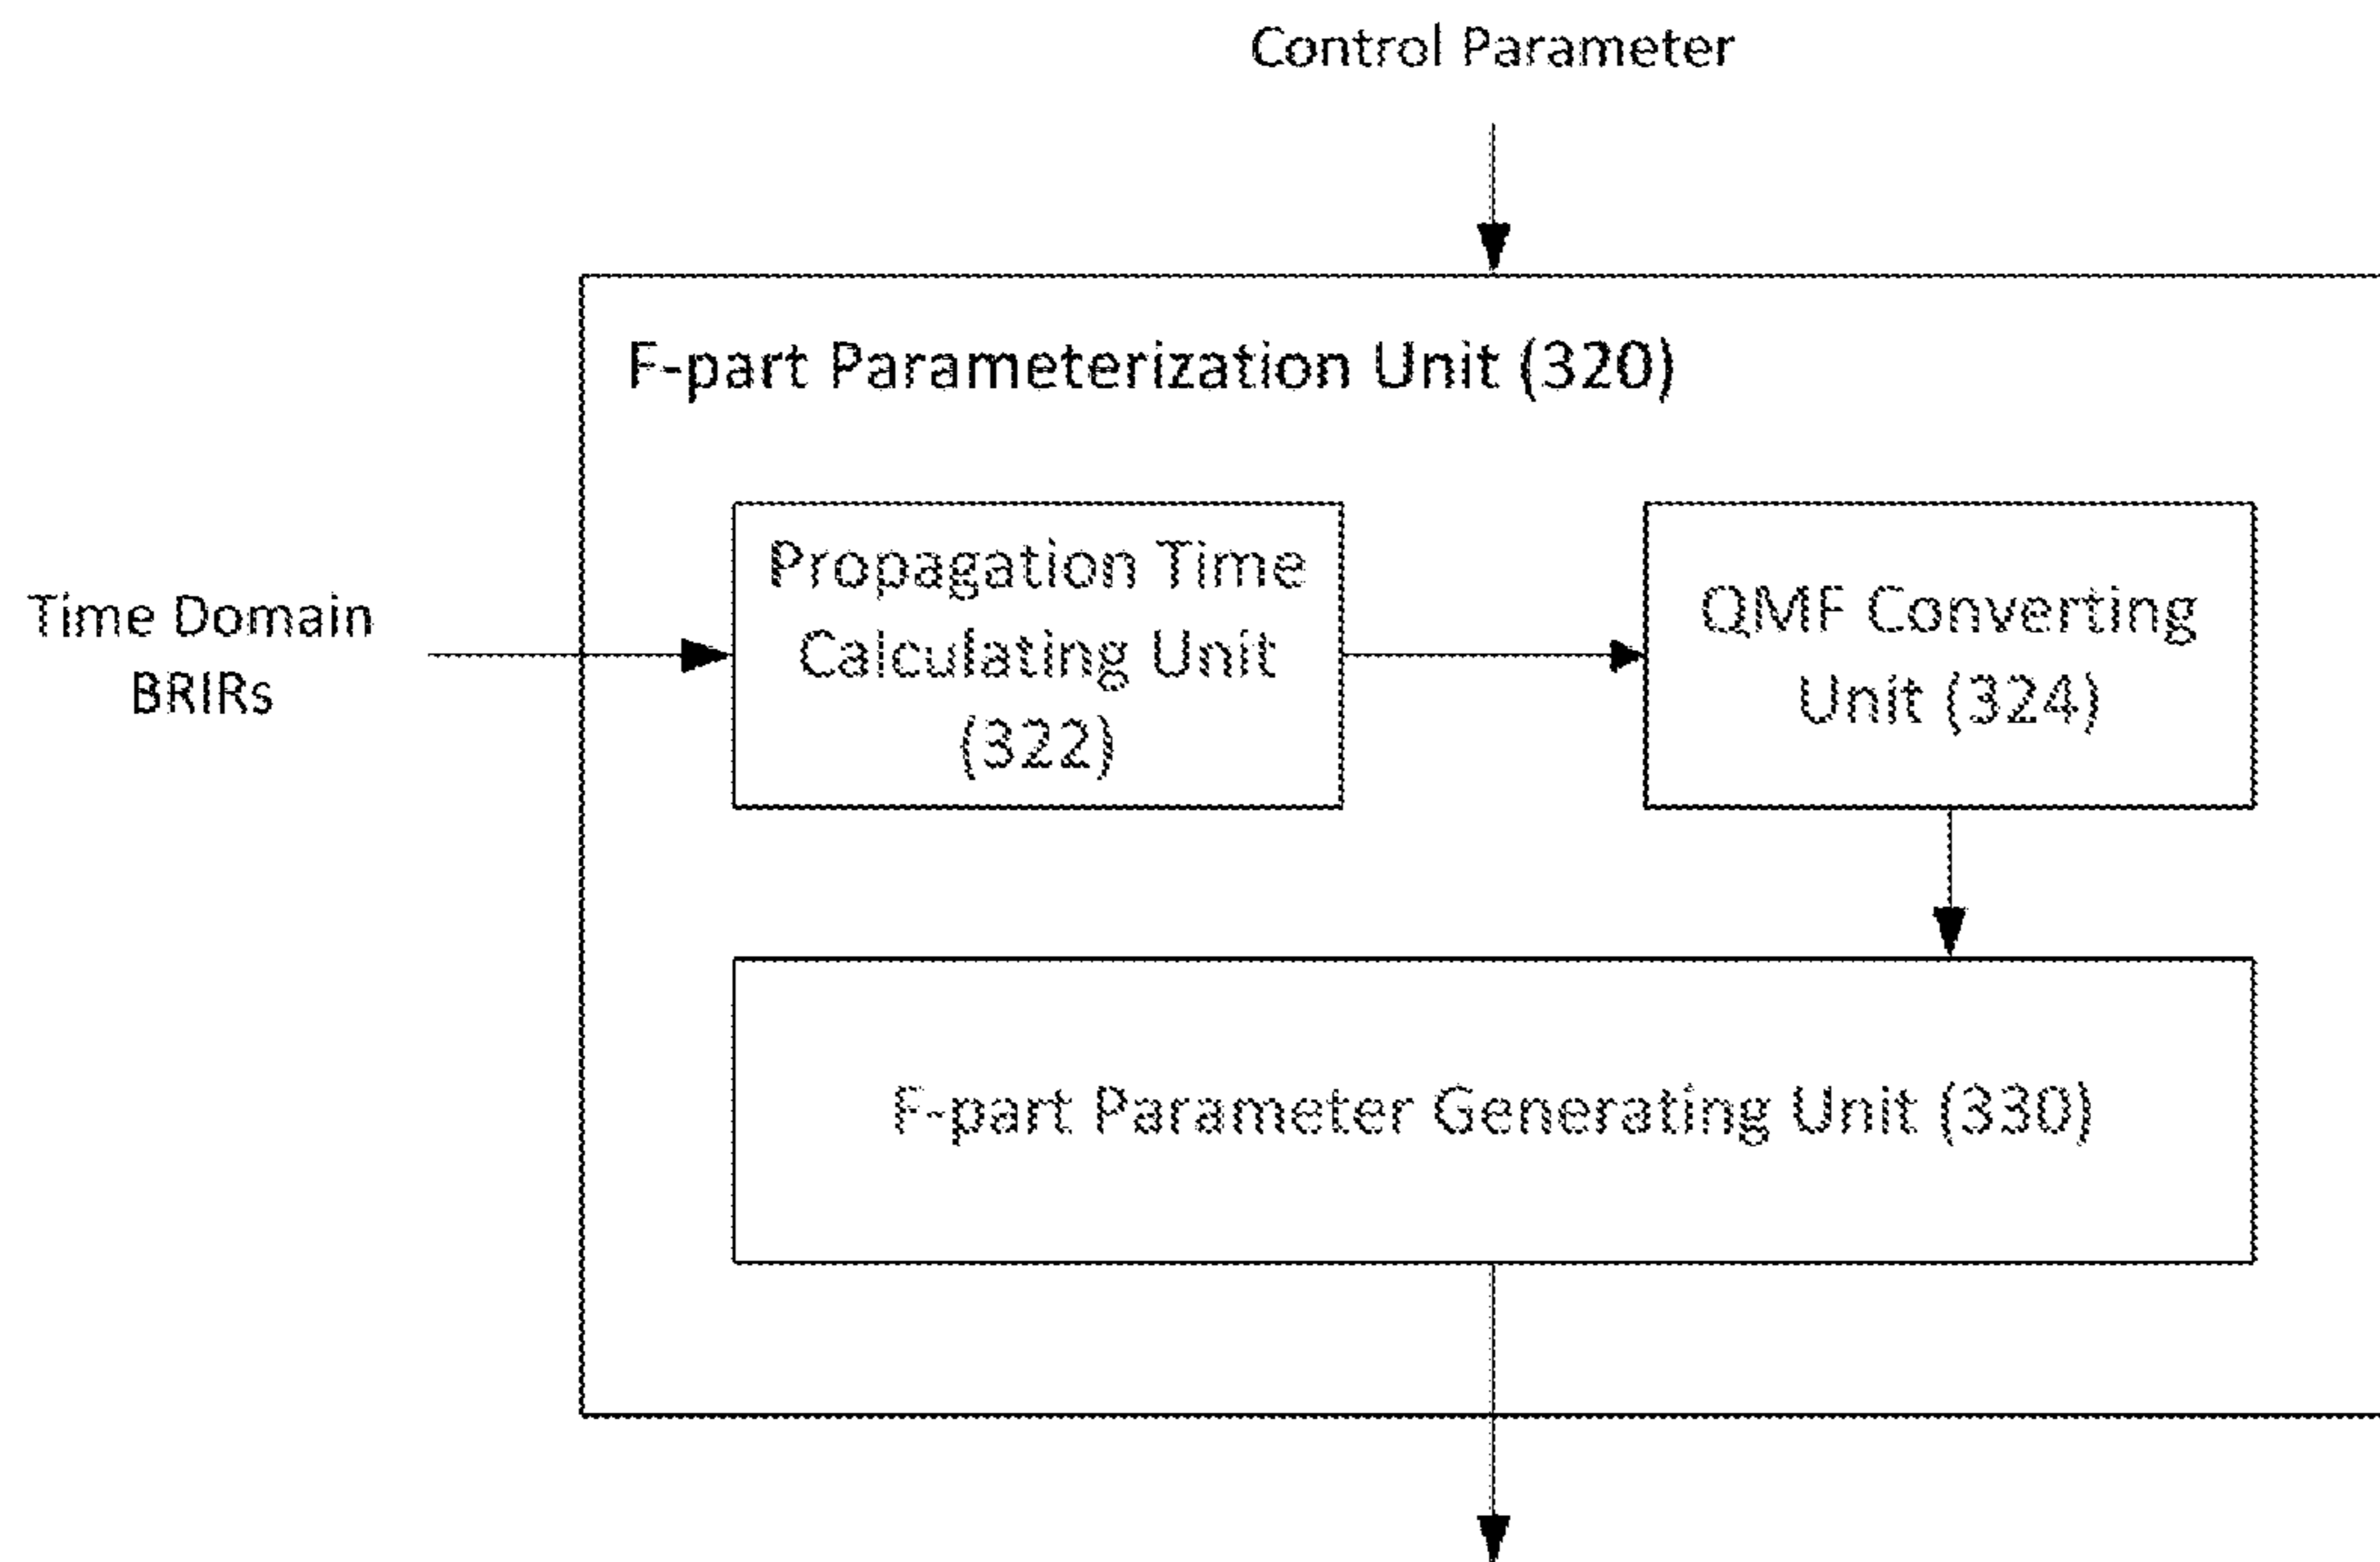 Control Parameter
F-part Parameterization Unit (320)
Time Domain
BRIRs
Propagation Time
Calculating Unit
(322)
QMF Converting
Unit (324)
F-part Parameter Generating Unit (330)